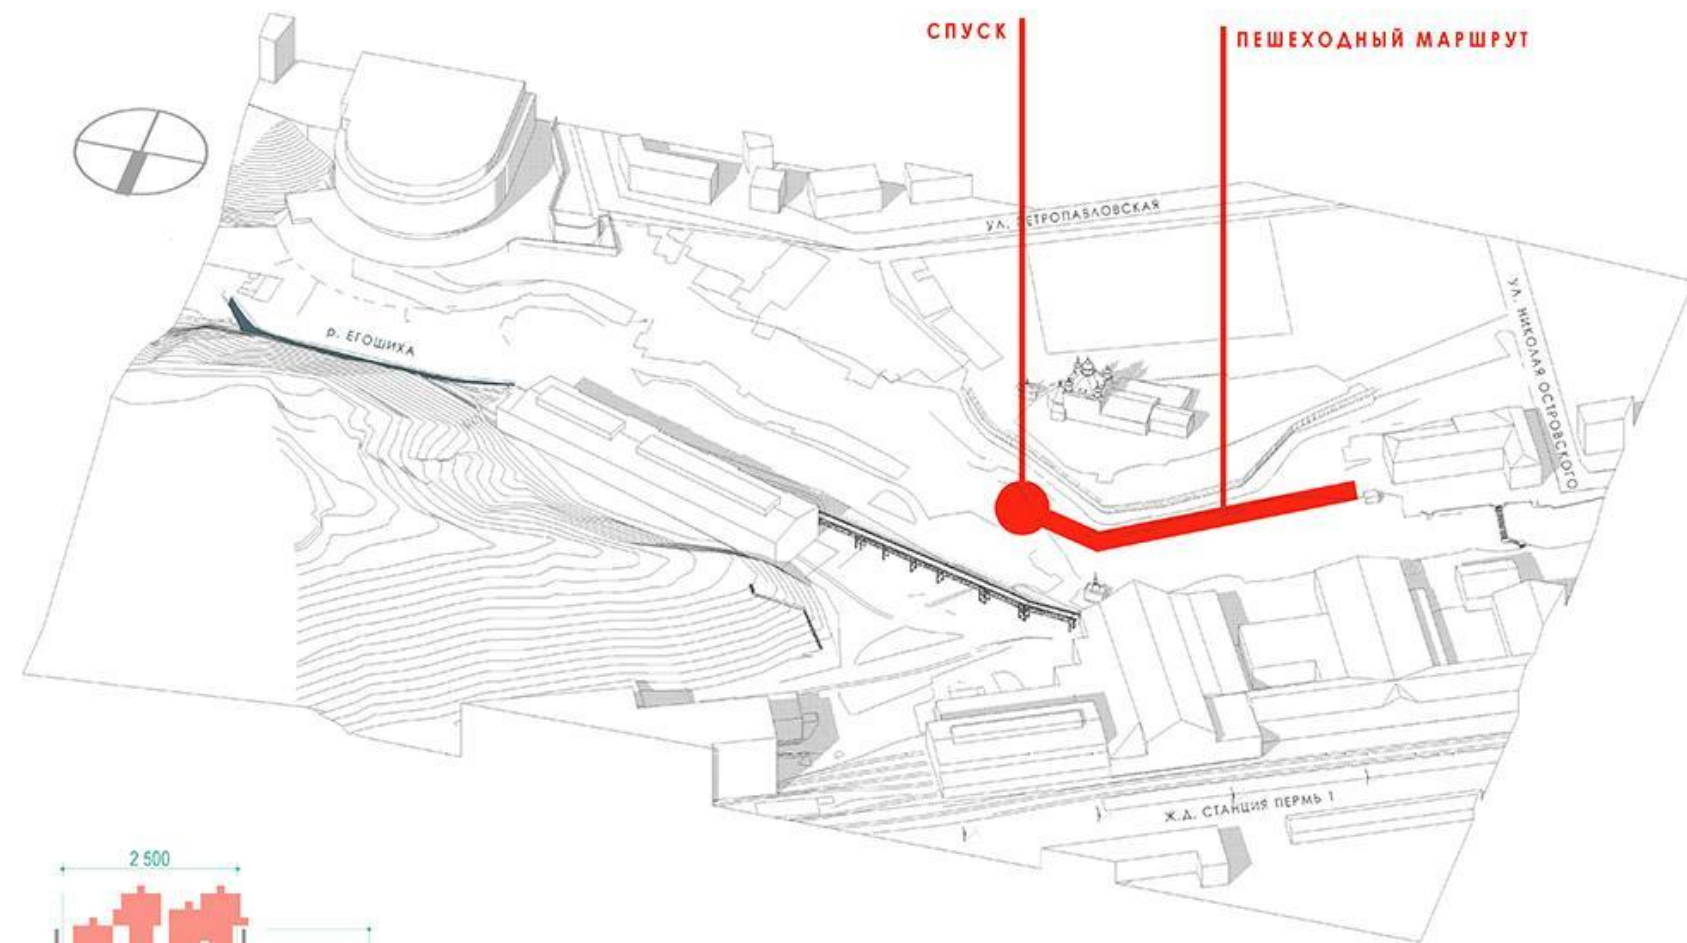 СПУСК
ПЕШЕХОДНЫЙ МАРШРУТ
УЛ. ПЕТРОПАВЛОВСКАЯ
УЛ. НИКОЛАЯ ОСТРОВСКОГО
р. ЕГОШИХА
Ж.Д. СТАНЦИЯ ПЕРМЬ 1
2 500